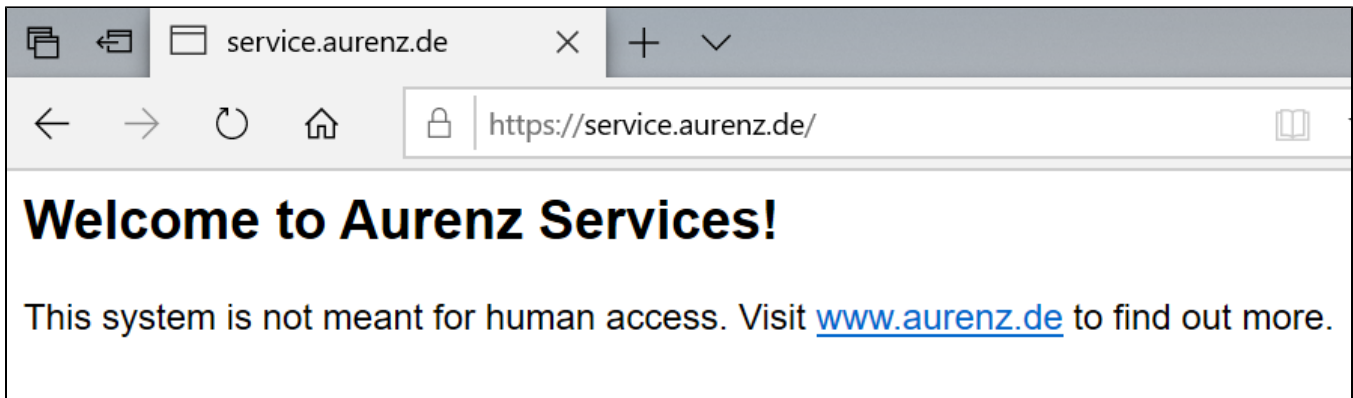 service.aurenz.de
https://service.aurenz.de/
Welcome to Aurenz Services!
This system is not meant for human access. Visit www.aurenz.de to find out more.